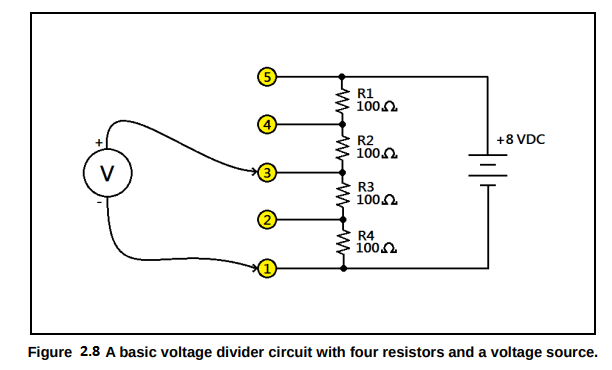 5
R1
100Ω
4
R2
100Ω
+8 VDC
+
V
-
3
R3
100Ω
2
R4
100Ω
1
Figure 2.8 A basic voltage divider circuit with four resistors and a voltage source.